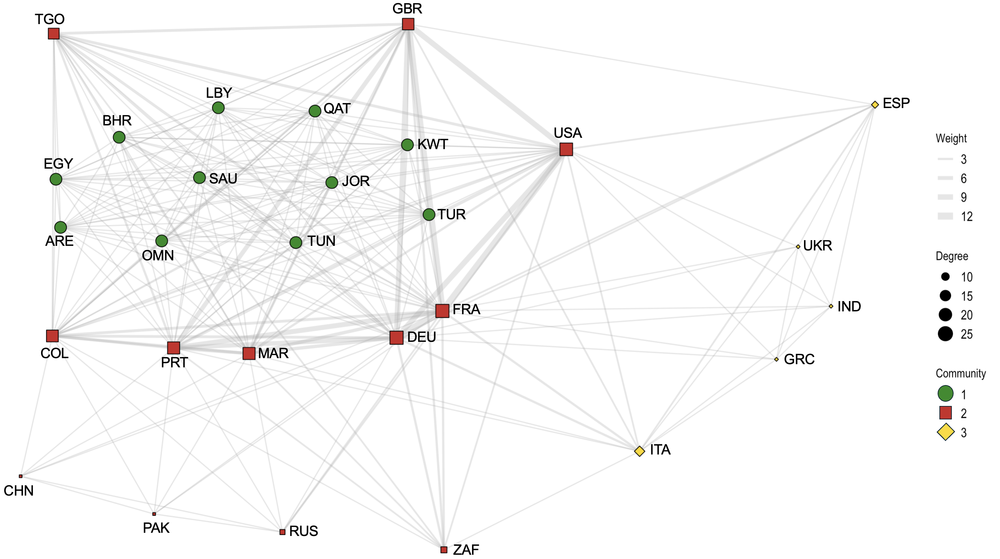 GBR
TGO
LBY
QAT
ESP
BHR
USA
KWT
EGY
SAU
JOR
TUR
ARE
TUN
OMN
UKR
FRA
IND
DEU
COL
MAR
PRT
GRC
ITA
CHN
PAK
RUS
ZAF
Weight
3
6
9
12
Degree
10
15
20
25
Community
1
2
3